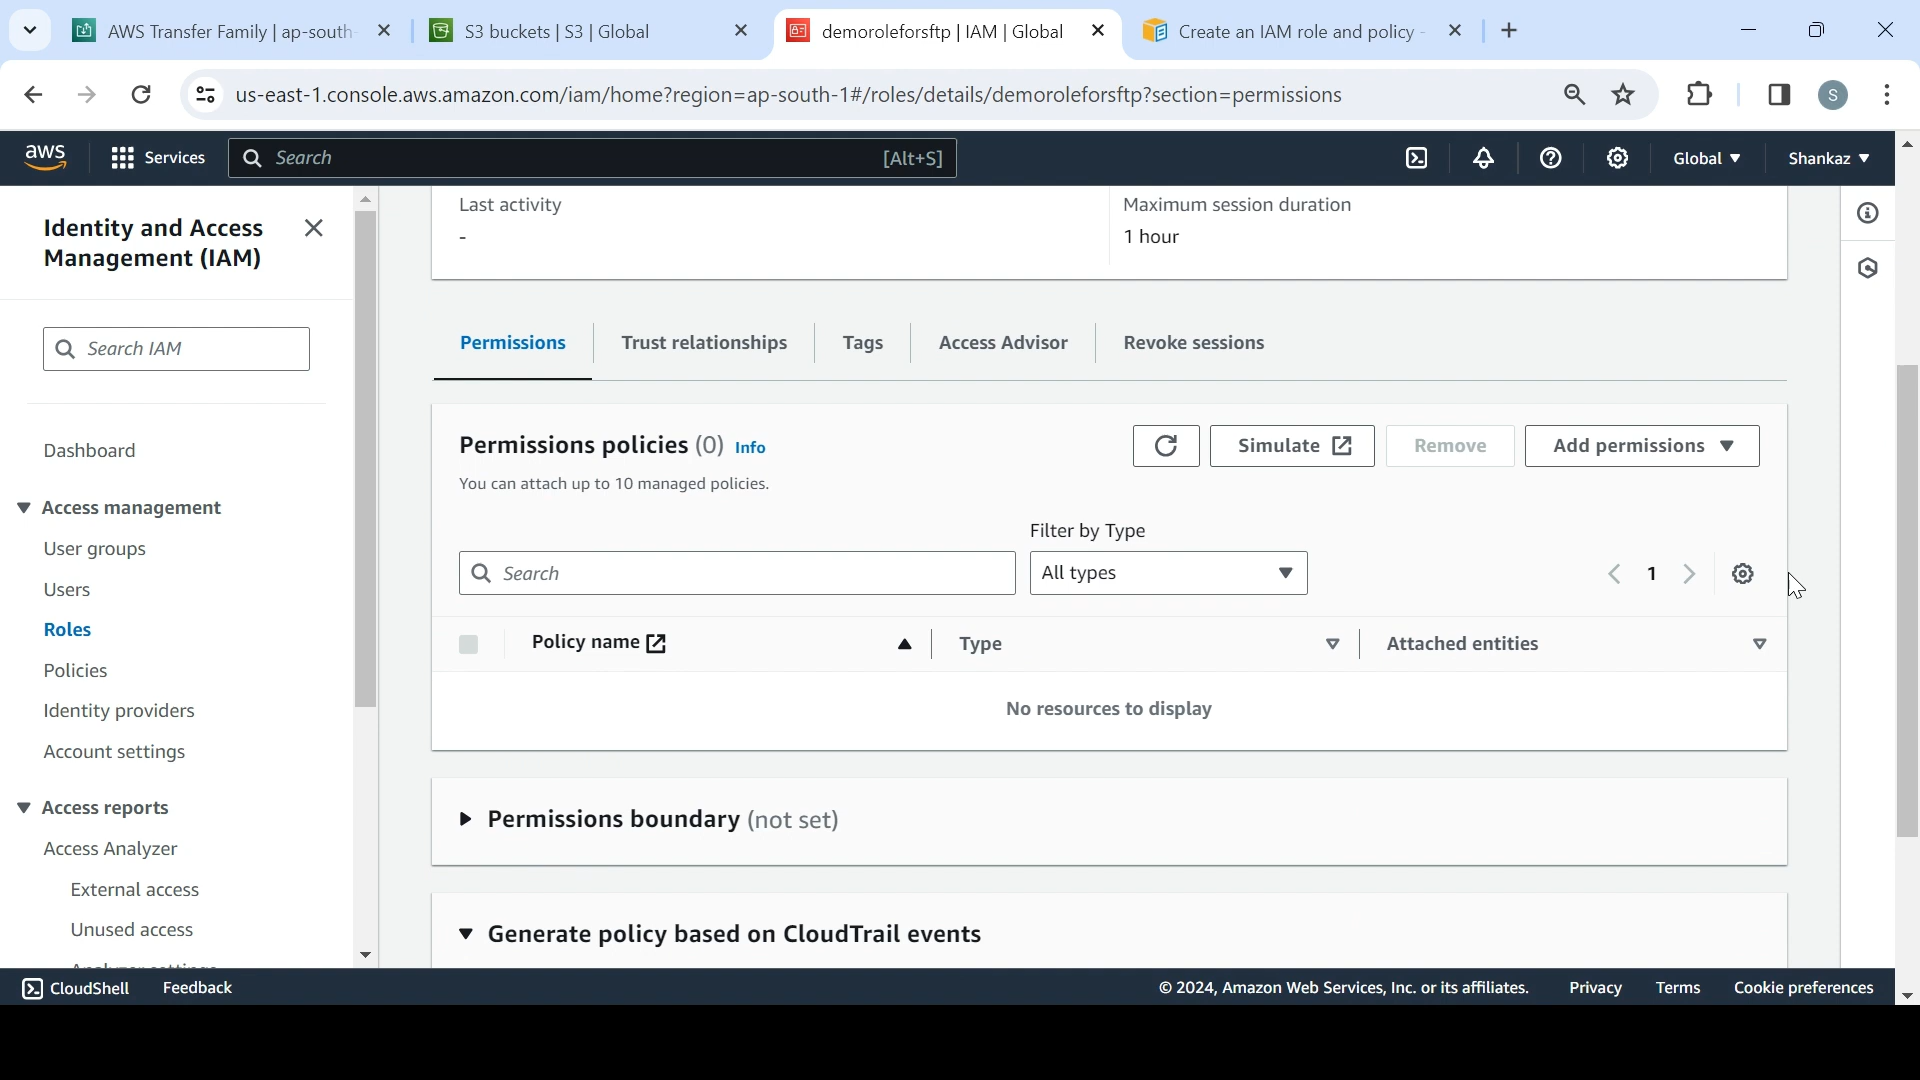 AWS Transfer Family | ap-south-
S3 buckets | S3 | Global
demoroleforsftp | IAM | Global
Create an IAM role and policy -
us-east-1.console.aws.amazon.com/iam/home?region=ap-south-1#/roles/details/demoroleforsftp?section=permissions
S
aws
Services
Search
[Alt+S]
Global
Shankaz
Identity and Access
Management (IAM)
Search IAM
Dashboard
Access management
User groups
Users
Roles
Policies
Identity providers
Account settings
Access reports
Access Analyzer
External access
Unused access
Last activity
-
Maximum session duration
1 hour
Permissions
Trust relationships
Tags
Access Advisor
Revoke sessions
Permissions policies (0) Info
You can attach up to 10 managed policies.
Simulate
Remove
Add permissions
Filter by Type
Search
All types
1
Policy name
Type
Attached entities
No resources to display
Permissions boundary (not set)
Generate policy based on CloudTrail events
CloudShell
Feedback
© 2024, Amazon Web Services, Inc. or its affiliates.
Privacy
Terms
Cookie preferences